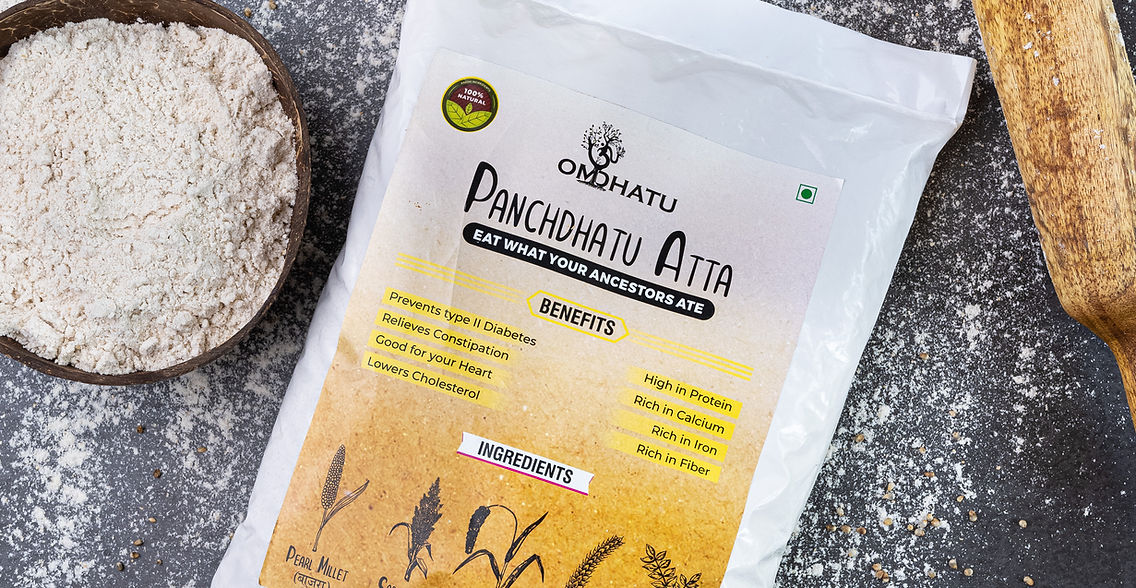 100%
NATURAL
OMDHATU
PANCHDHATU ATTA
EAT WHAT YOUR ANCESTORS ATE
BENEFITS
Prevents type II Diabetes
Relieves Constipation
Good for your Heart
Lowers Cholesterol
High in Protein
Rich in Calcium
Rich in Iron
Rich in Fiber
INGREDIENTS
PEARL MILLET
(बाजरा)